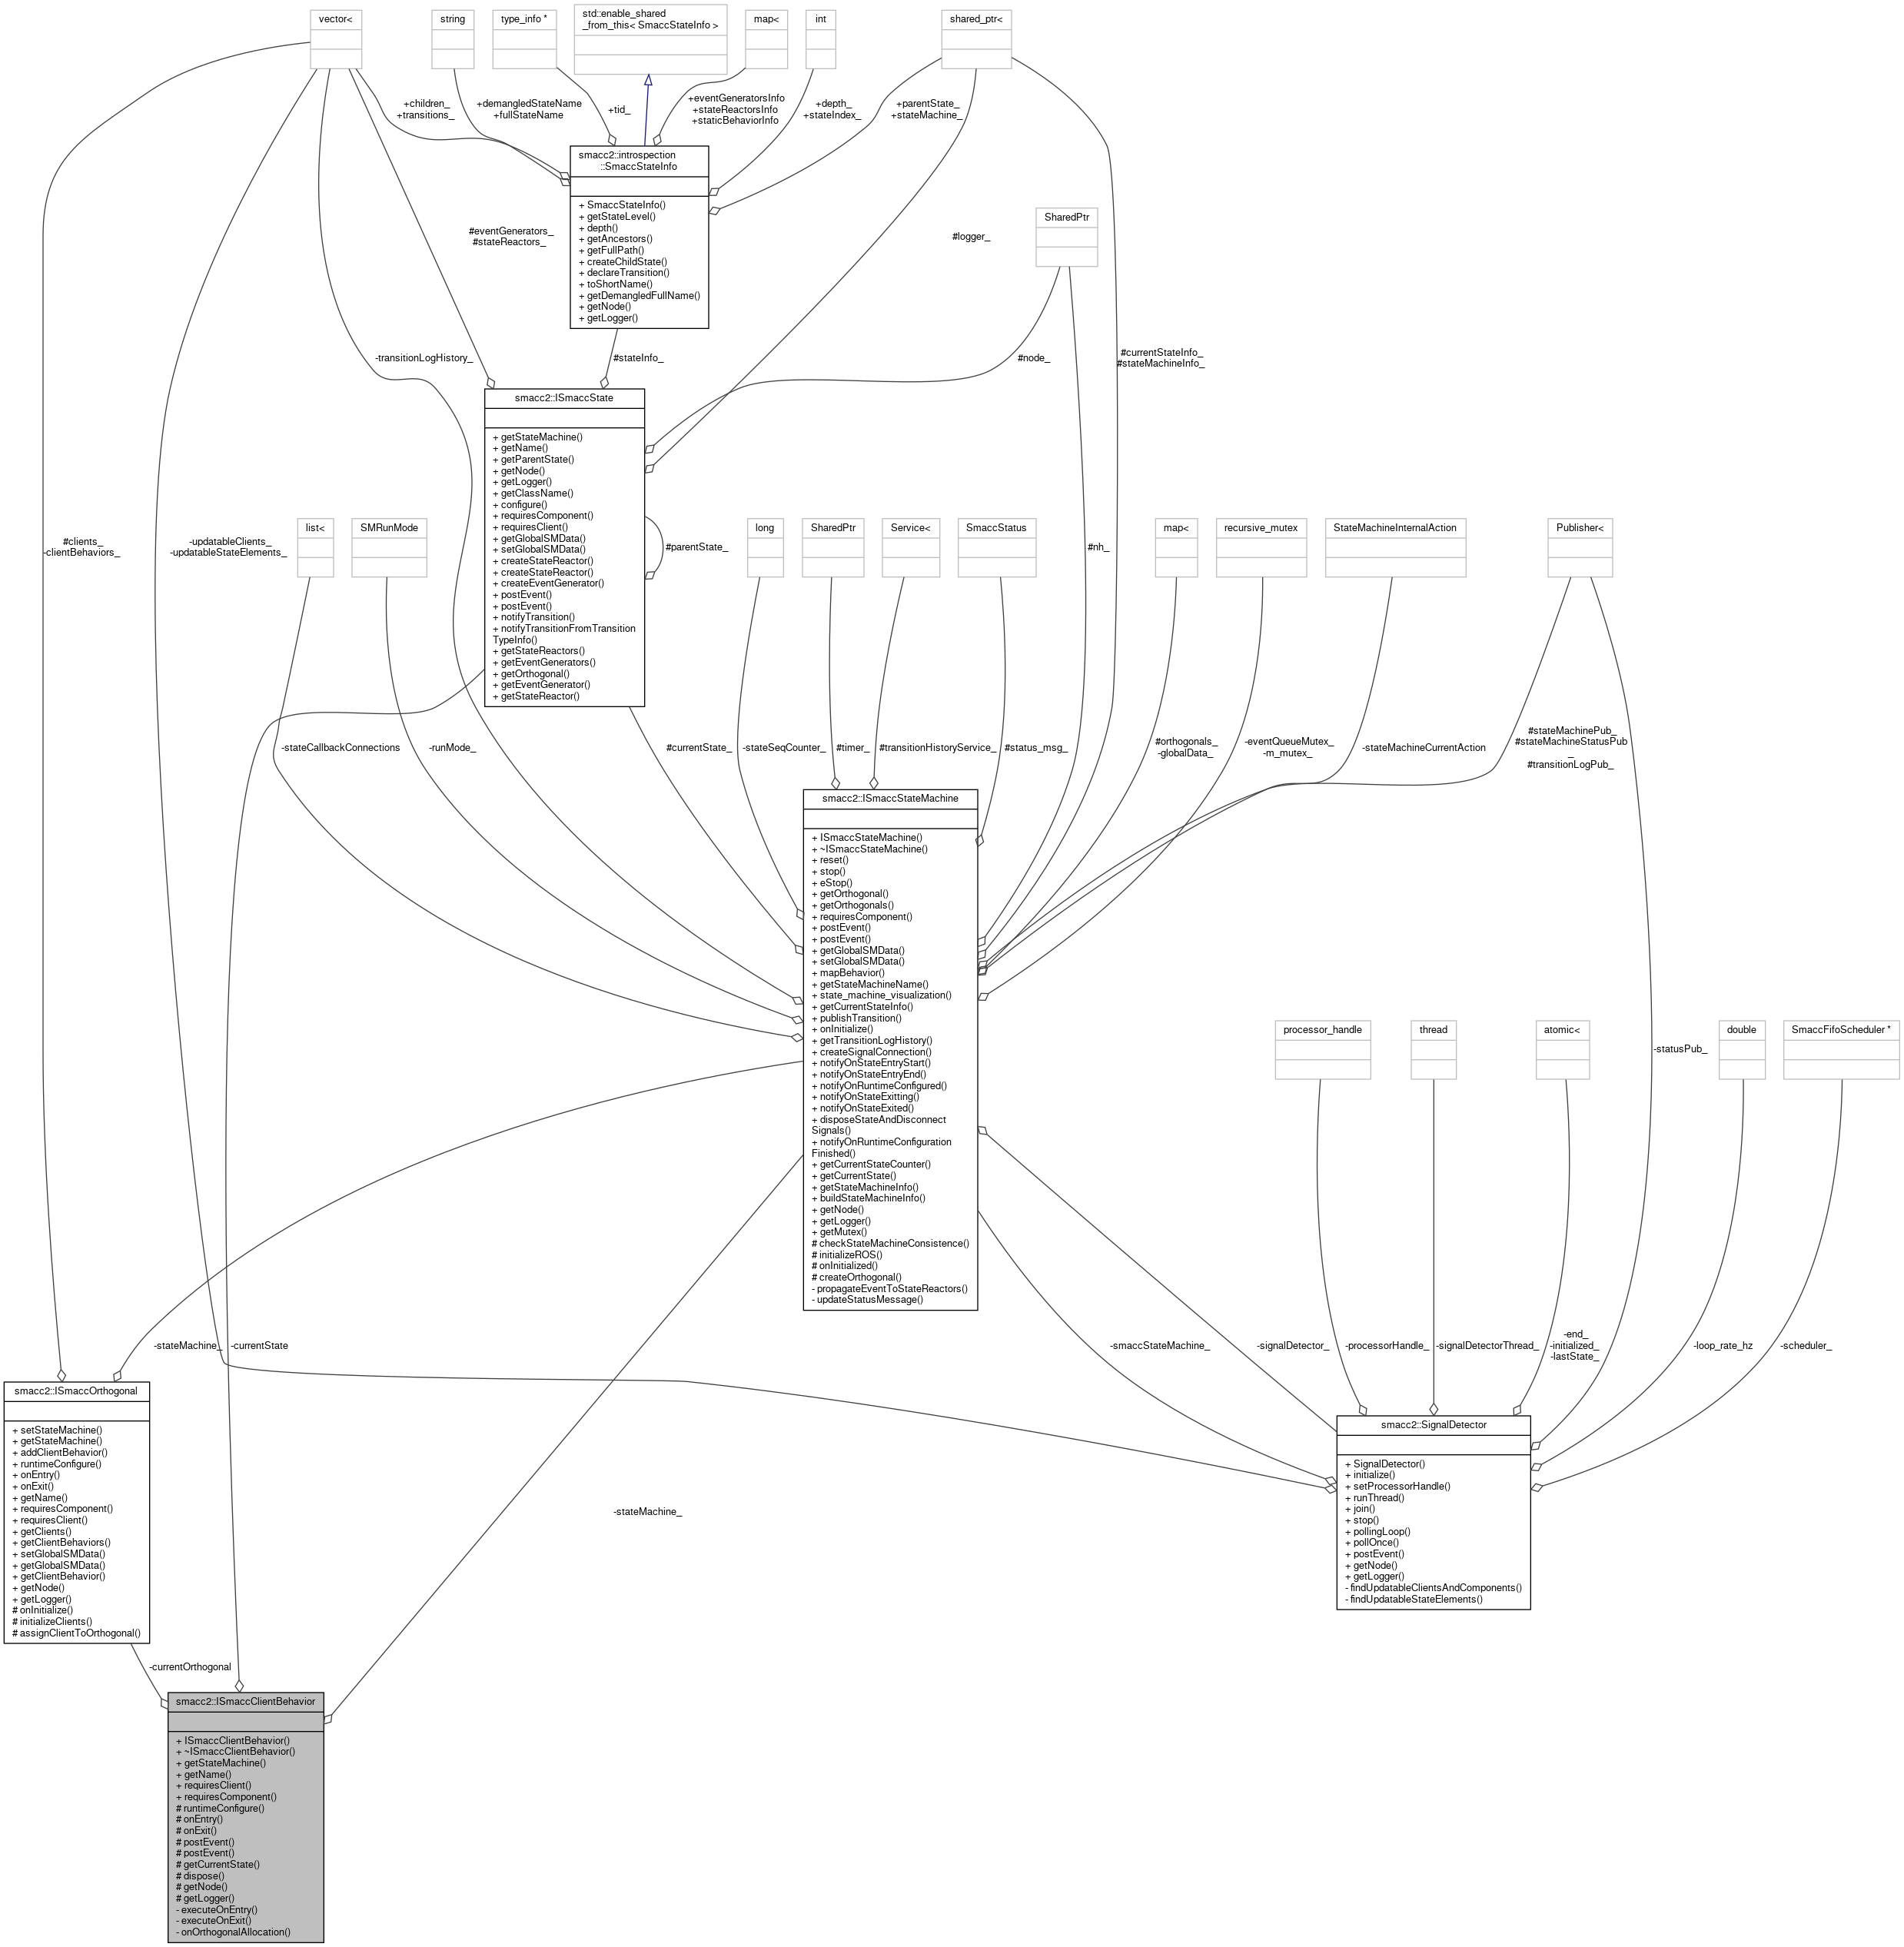 vector<
string
type_info *
std::enable_shared
_from_this< SmaccStateInfo >
map<
int
shared_ptr<
+children_
+transitions_
+demangledStateName
+fullStateName
+tid_
+eventGeneratorsInfo
+stateReactorsInfo
+staticBehaviorInfo
+depth_
+stateIndex_
+parentState_
+stateMachine_
smacc2::introspection
::SmaccStateInfo
+ SmaccStateInfo()
+ getStateLevel()
+ depth()
+ getAncestors()
+ getFullPath()
+ createChildState()
+ declareTransition()
+ toShortName()
+ getDemangledFullName()
+ getNode()
+ getLogger()
SharedPtr
#eventGenerators_
#stateReactors_
#logger_
-transitionLogHistory_
#stateInfo_
#node_
#currentStateInfo_
#stateMachineInfo_
smacc2::ISmaccState
+ getStateMachine()
+ getName()
+ getParentState()
+ getNode()
+ getLogger()
+ getClassName()
+ configure()
+ requiresComponent()
+ requiresClient()
+ getGlobalSMData()
+ setGlobalSMData()
+ createStateReactor()
+ createStateReactor()
+ createEventGenerator()
+ postEvent()
+ postEvent()
+ notifyTransition()
+ notifyTransitionFromTransition
TypeInfo()
+ getStateReactors()
+ getEventGenerators()
+ getOrthogonal()
+ getEventGenerator()
+ getStateReactor()
#clients_
-clientBehaviors_
-updatableClients_
-updatableStateElements_
list<
SMRunMode
#parentState_
long
SharedPtr
Service<
SmaccStatus
#nh_
map<
recursive_mutex
StateMachineInternalAction
Publisher<
-stateCallbackConnections
-runMode_
#currentState_
-stateSeqCounter_
#timer_
#transitionHistoryService_
#status_msg_
#orthogonals_
-globalData_
-eventQueueMutex_
-m_mutex_
-stateMachineCurrentAction
#stateMachinePub_
#stateMachineStatusPub
_
#transitionLogPub_
smacc2::ISmaccStateMachine
+ ISmaccStateMachine()
+ ~ISmaccStateMachine()
+ reset()
+ stop()
+ eStop()
+ getOrthogonal()
+ getOrthogonals()
+ requiresComponent()
+ postEvent()
+ postEvent()
+ getGlobalSMData()
+ setGlobalSMData()
+ mapBehavior()
+ getStateMachineName()
+ state_machine_visualization()
+ getCurrentStateInfo()
+ publishTransition()
+ onInitialize()
+ getTransitionLogHistory()
+ createSignalConnection()
+ notifyOnStateEntryStart()
+ notifyOnStateEntryEnd()
+ notifyOnRuntimeConfigured()
+ notifyOnStateExitting()
+ notifyOnStateExited()
+ disposeStateAndDisconnect
Signals()
+ notifyOnRuntimeConfiguration
Finished()
+ getCurrentStateCounter()
+ getCurrentState()
+ getStateMachineInfo()
+ buildStateMachineInfo()
+ getNode()
+ getLogger()
+ getMutex()
# checkStateMachineConsistence()
# initializeROS()
# onInitialized()
# createOrthogonal()
- propagateEventToStateReactors()
- updateStatusMessage()
processor_handle
thread
atomic<
-statusPub_
double
SmaccFifoScheduler *
-stateMachine_
-currentState
-smaccStateMachine_
-signalDetector_
-processorHandle_
-signalDetectorThread_
-end_
-initialized_
-lastState_
-loop_rate_hz
-scheduler_
smacc2::ISmaccOrthogonal
+ setStateMachine()
+ getStateMachine()
+ addClientBehavior()
+ runtimeConfigure()
+ onEntry()
+ onExit()
+ getName()
+ requiresComponent()
+ requiresClient()
+ getClients()
+ getClientBehaviors()
+ setGlobalSMData()
+ getGlobalSMData()
+ getClientBehavior()
+ getNode()
+ getLogger()
# onInitialize()
# initializeClients()
# assignClientToOrthogonal()
smacc2::SignalDetector
+ SignalDetector()
+ initialize()
+ setProcessorHandle()
+ runThread()
+ join()
+ stop()
+ pollingLoop()
+ pollOnce()
+ postEvent()
+ getNode()
+ getLogger()
- findUpdatableClientsAndComponents()
- findUpdatableStateElements()
-stateMachine_
-currentOrthogonal
smacc2::ISmaccClientBehavior
+ ISmaccClientBehavior()
+ ~ISmaccClientBehavior()
+ getStateMachine()
+ getName()
+ requiresClient()
+ requiresComponent()
# runtimeConfigure()
# onEntry()
# onExit()
# postEvent()
# postEvent()
# getCurrentState()
# dispose()
# getNode()
# getLogger()
- executeOnEntry()
- executeOnExit()
- onOrthogonalAllocation()